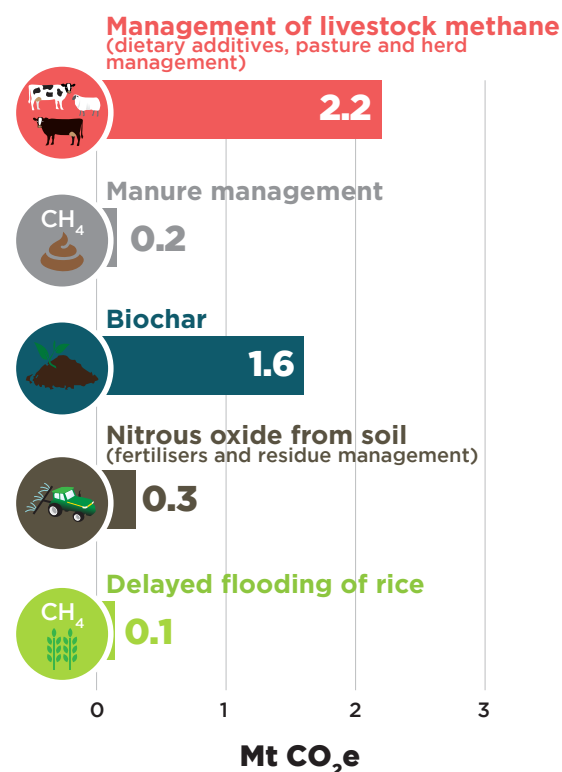 Management of livestock methane
(dietary additives, pasture and herd
management)
2.2
Manure management
CH₄
0.2
Biochar
1.6
Nitrous oxide from soil
(fertilisers and residue management)
0.3
Delayed flooding of rice
CH₄
0.1
0 1 2 3
Mt CO₂e